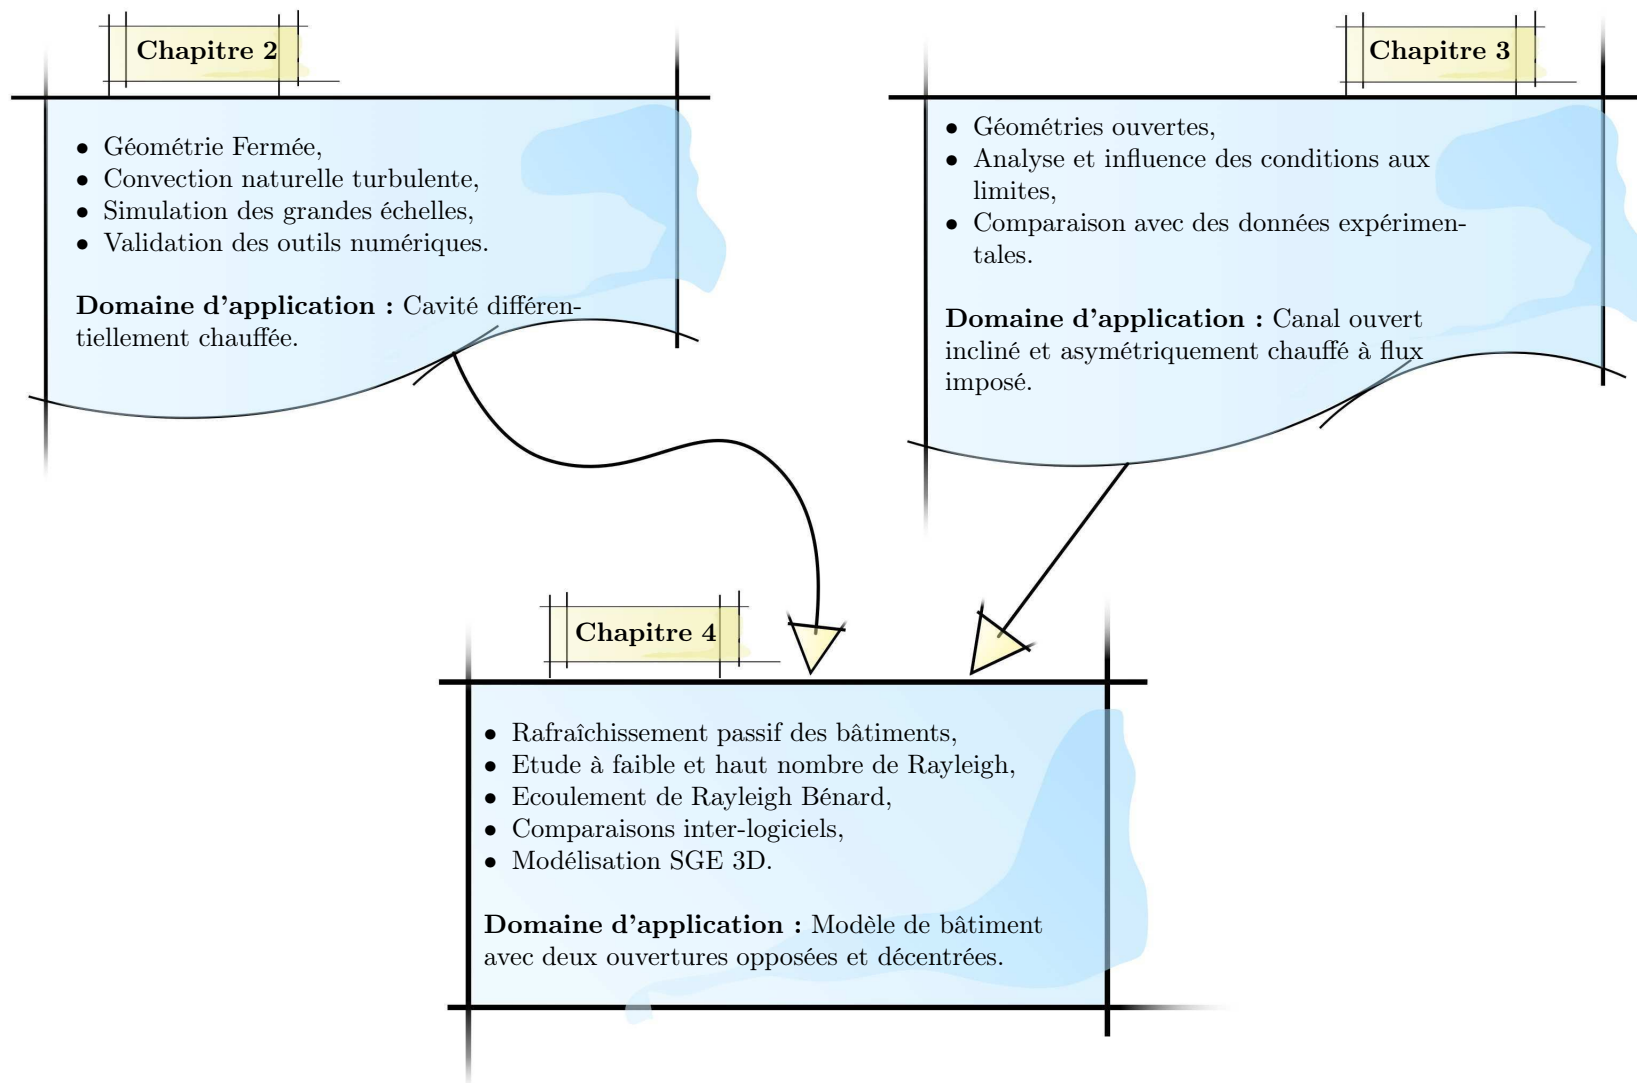 Chapitre 2
• Géométrie Fermée,
• Convection naturelle turbulente,
• Simulation des grandes échelles,
• Validation des outils numériques.
Domaine d'application : Cavité différen-
tiellement chauffée.
Chapitre 3
• Géométries ouvertes,
• Analyse et influence des conditions aux
limites,
• Comparaison avec des données expérimen-
tales.
Domaine d'application : Canal ouvert
incliné et asymétriquement chauffé à flux
imposé.
Chapitre 4
• Rafraîchissement passif des bâtiments,
• Etude à faible et haut nombre de Rayleigh,
• Ecoulement de Rayleigh Bénard,
• Comparaisons inter-logiciels,
• Modélisation SGE 3D.
Domaine d'application : Modèle de bâtiment
avec deux ouvertures opposées et décentrées.